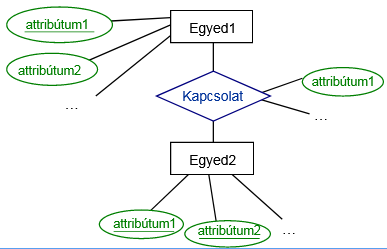 attribútum1
Egyed1
attribútum2
...
Kapcsolat
attribútum1
...
Egyed2
attribútum1
attribútum2
...